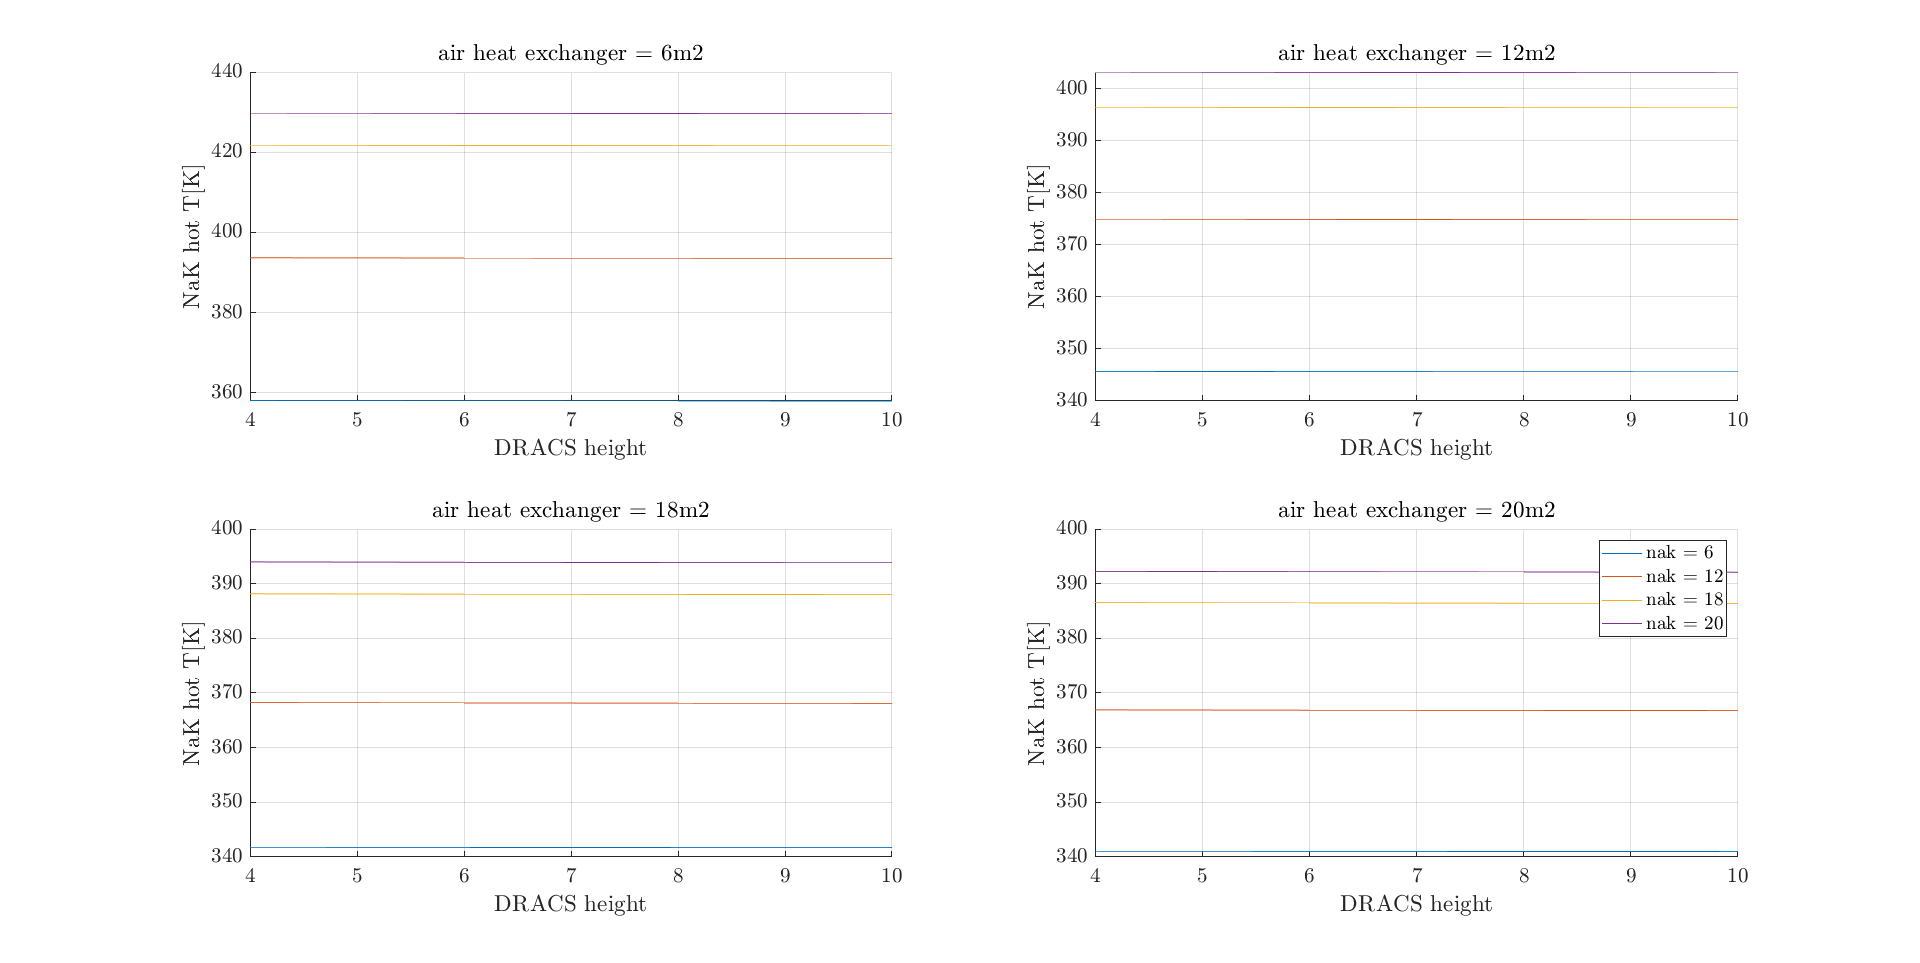 air heat exchanger = 6m2
440
420
400
380
360
NaK hot T[K]
4 5 6 7 8 9 10
DRACS height
air heat exchanger = 12m2
400
390
380
370
360
350
340
NaK hot T[K]
4 5 6 7 8 9 10
DRACS height
air heat exchanger = 18m2
400
390
380
370
360
350
340
NaK hot T[K]
4 5 6 7 8 9 10
DRACS height
air heat exchanger = 20m2
400
390
380
370
360
350
340
NaK hot T[K]
nak = 6
nak = 12
nak = 18
nak = 20
4 5 6 7 8 9 10
DRACS height